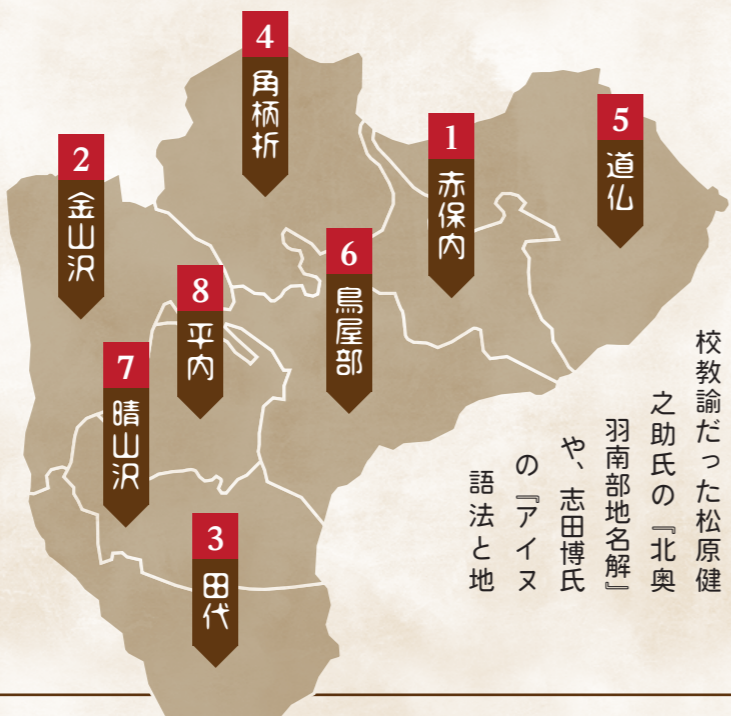 4
角柄折
1
赤保内
5
道仏
2
金山沢
6
鳥屋部
8
平内
7
晴山沢
3
田代
校教諭だった松原健
之助氏の『北奥
羽南部地名解』
や、志田博氏
の『アイヌ
語法と地